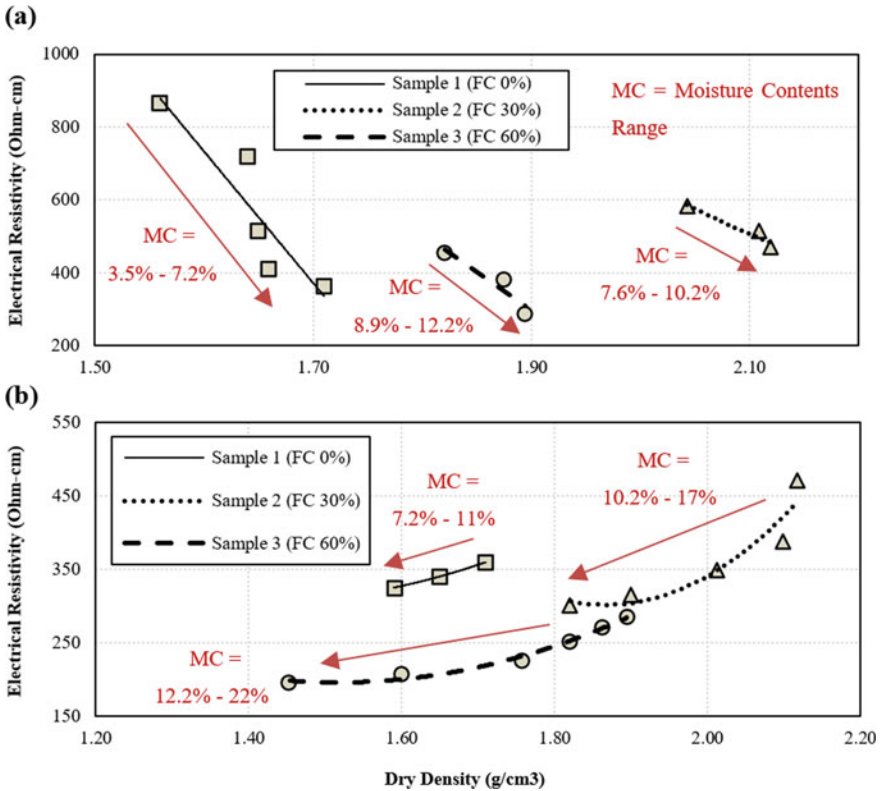 (a)
Electrical Resistivity (Ohm-cm)
1000
800
600
400
200
Sample 1 (FC 0%)
Sample 2 (FC 30%)
Sample 3 (FC 60%)
MC = Moisture Contents
Range
MC =
3.5% - 7.2%
MC =
8.9% - 12.2%
MC =
7.6% - 10.2%
1.50
1.70
1.90
2.10
(b)
Electrical Resistivity (Ohm-cm)
550
450
350
250
150
Sample 1 (FC 0%)
Sample 2 (FC 30%)
Sample 3 (FC 60%)
MC =
7.2% - 11%
MC =
10.2% - 17%
MC =
12.2% - 22%
1.20
1.40
1.60
1.80
2.00
2.20
Dry Density (g/cm3)